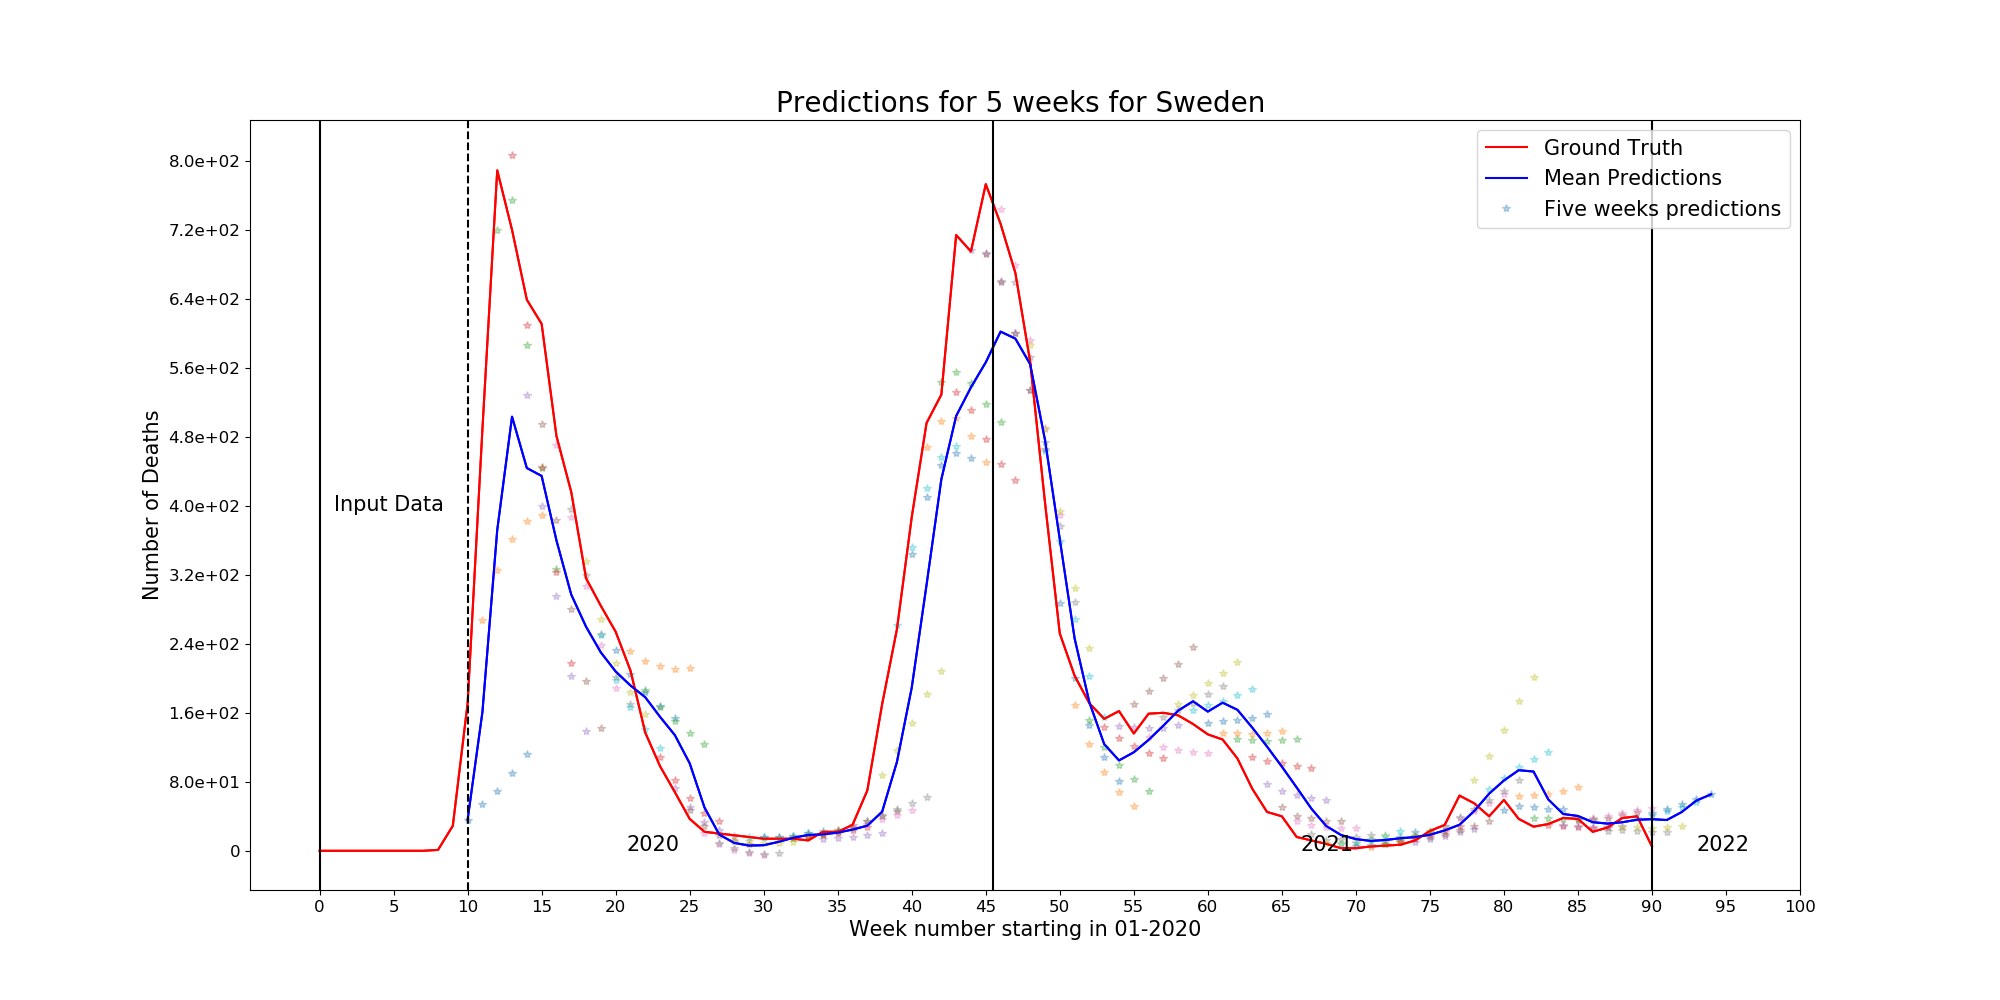 Predictions for 5 weeks for Sweden
Ground Truth
Mean Predictions
Five weeks predictions
8.0e+02
7.2e+02
6.4e+02
5.6e+02
4.8e+02
4.0e+02
3.2e+02
2.4e+02
1.6e+02
8.0e+01
0
Number of Deaths
Input Data
2020
2021
2022
0 5 10 15 20 25 30 35 40 45 50 55 60 65 70 75 80 85 90 95 100
Week number starting in 01-2020